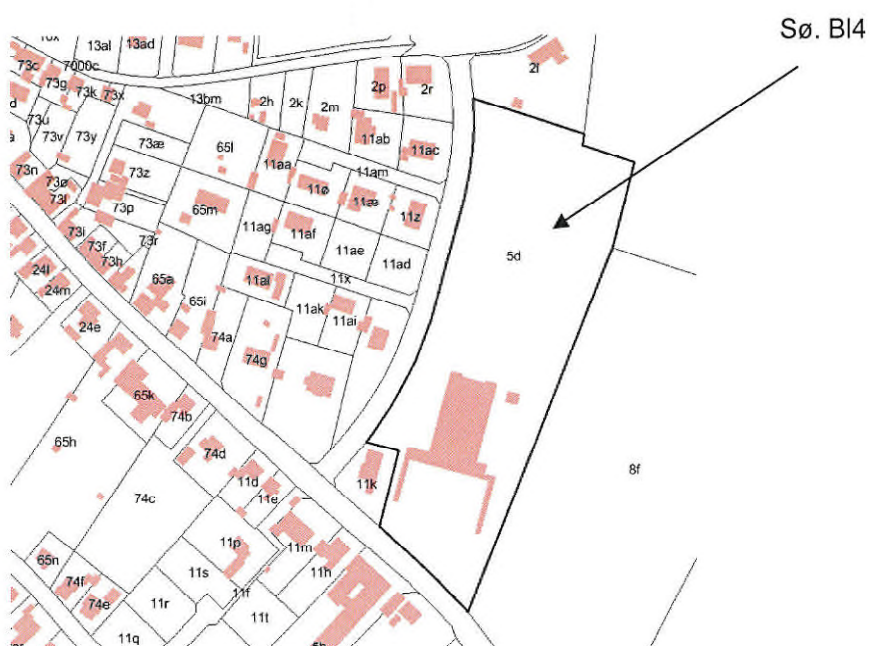 Sø. Bl4
10x
13al
13ad
73c
7000c
73g
73k
73x
13bm
2h
2k
2m
2p
2r
2l
73u
73v
73y
73æ
65l
11aa
11ab
11ac
73n
73z
11am
73ø
73l
73p
65m
11ø
11æ
11z
73i
73r
11ag
11af
73f
73h
11ae
11ad
5d
24l
24m
65a
65i
11al
11x
11ak
11ai
24e
74a
74g
65k
74b
65h
74d
11d
11e
11k
8f
74c
11p
11m
11h
65n
11s
11f
74f
74e
11r
11t
11q